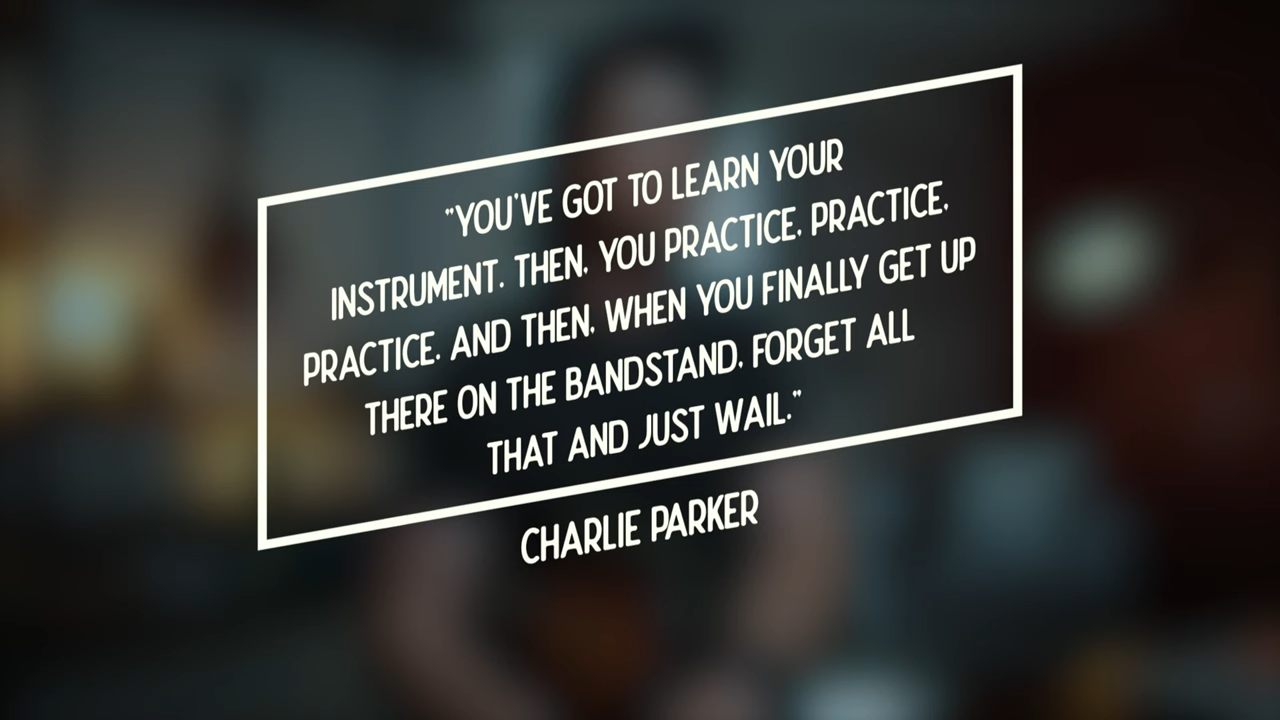 "YOU'VE GOT TO LEARN YOUR
INSTRUMENT. THEN, YOU PRACTICE, PRACTICE,
PRACTICE. AND THEN, WHEN YOU FINALLY GET UP
THERE ON THE BANDSTAND, FORGET ALL
THAT AND JUST WAIL."
CHARLIE PARKER